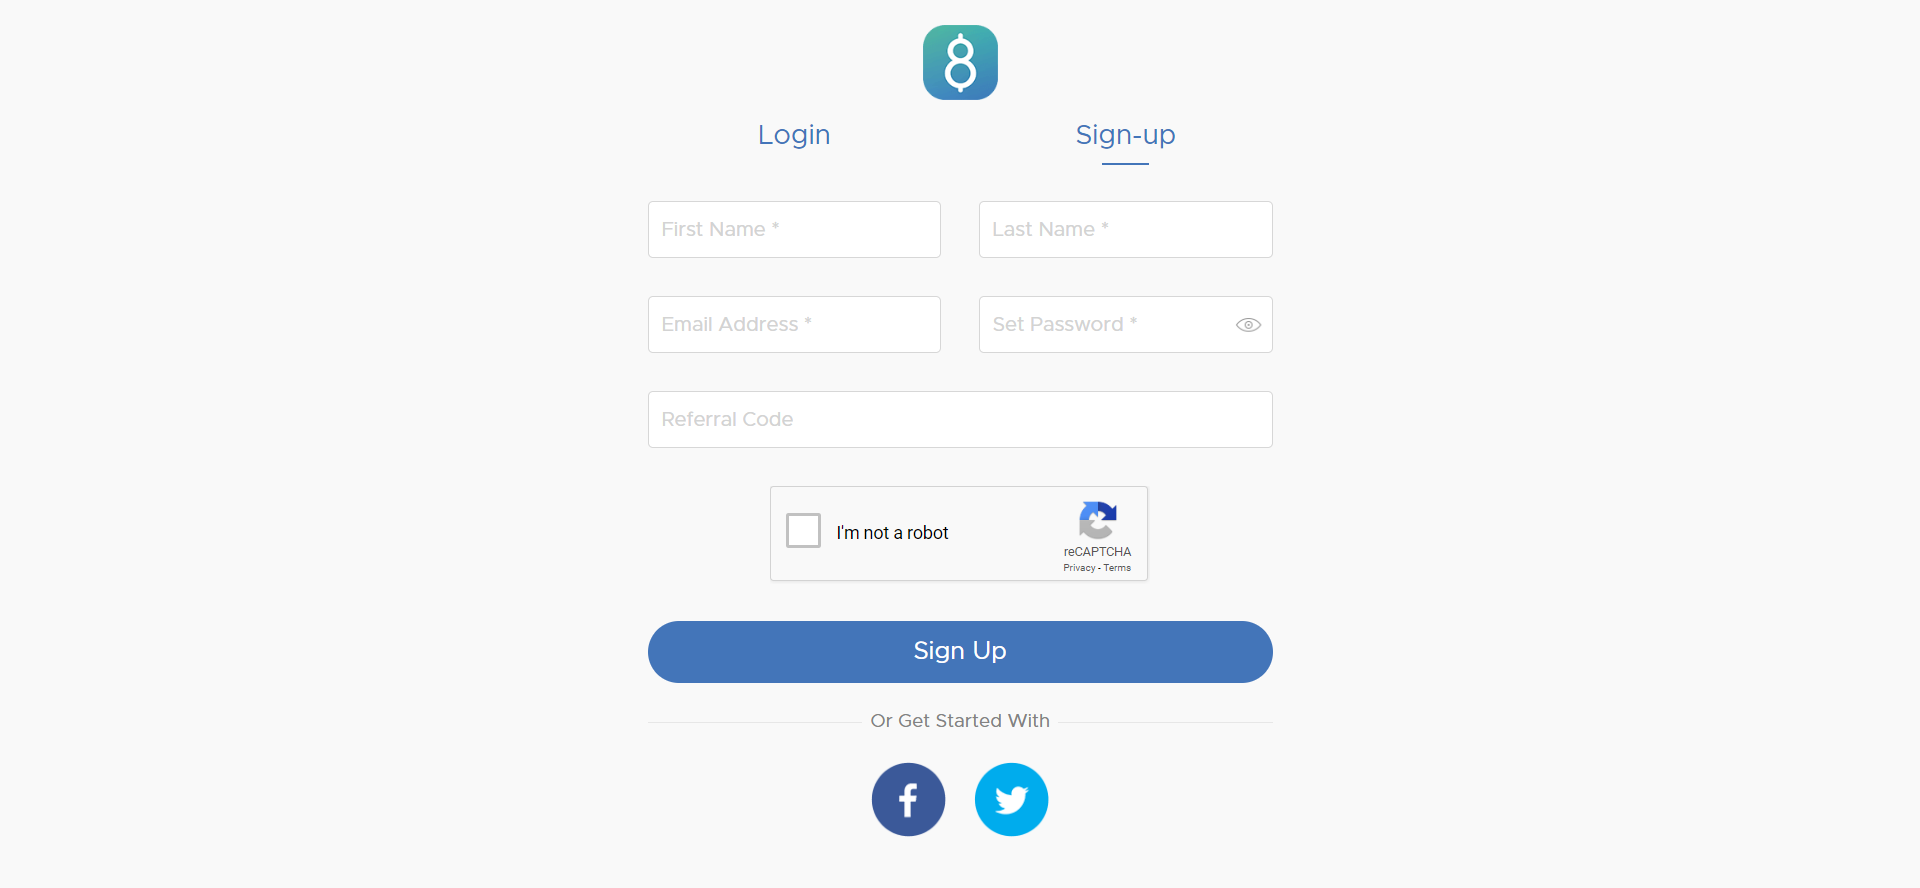 Login
Sign-up
First Name *
Last Name *
Email Address *
Set Password *
Referral Code
I'm not a robot
reCAPTCHA
Privacy - Terms
Sign Up
Or Get Started With